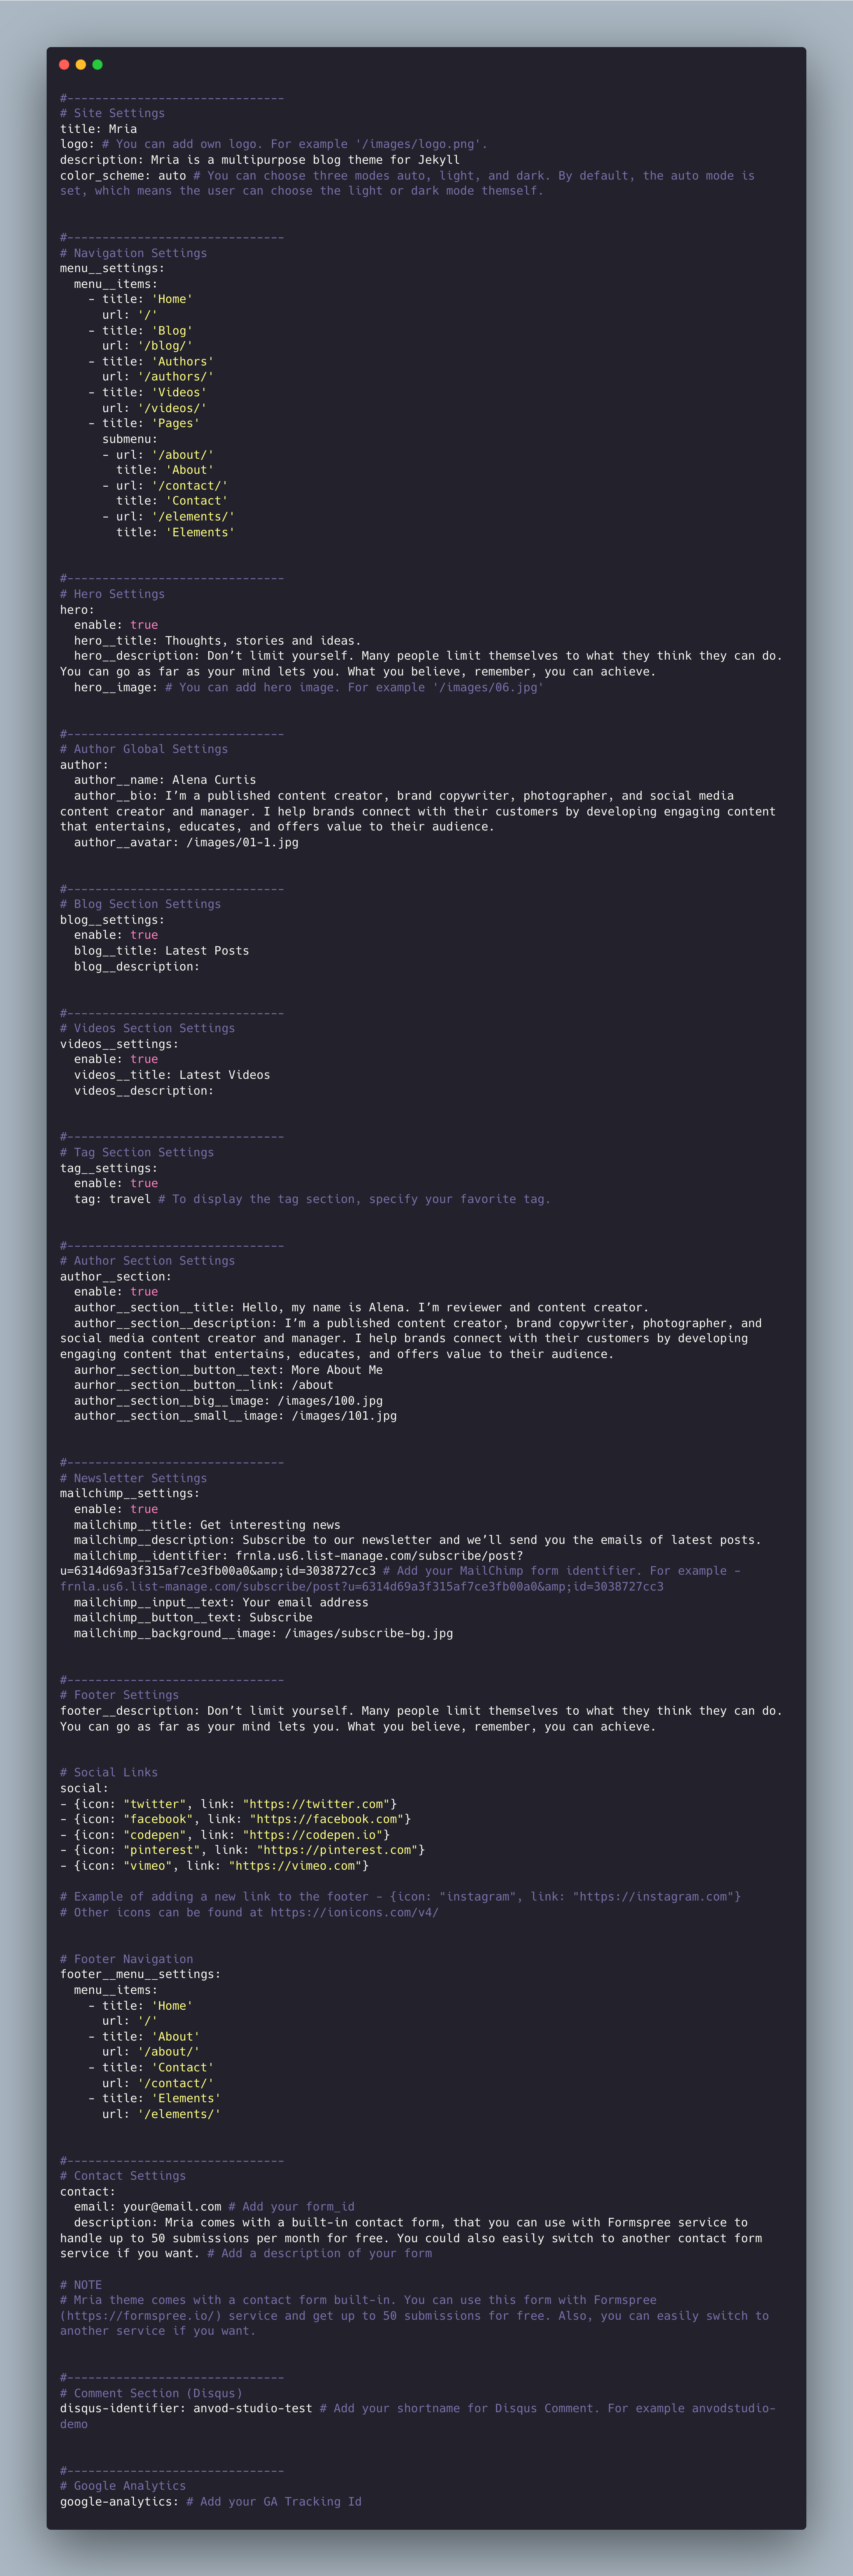 #-------------------------------
# Site Settings
title: Mria
logo: # You can add own logo. For example '/images/logo.png'.
description: Mria is a multipurpose blog theme for Jekyll
color_scheme: auto # You can choose three modes auto, light, and dark. By default, the auto mode is
set, which means the user can choose the light or dark mode themself.
#-------------------------------
# Navigation Settings
menu__settings:
  menu__items:
    - title: 'Home'
      url: '/'
    - title: 'Blog'
      url: '/blog/'
    - title: 'Authors'
      url: '/authors/'
    - title: 'Videos'
      url: '/videos/'
    - title: 'Pages'
      submenu:
      - url: '/about/'
        title: 'About'
      - url: '/contact/'
        title: 'Contact'
      - url: '/elements/'
        title: 'Elements'
#-------------------------------
# Hero Settings
hero:
  enable: true
  hero__title: Thoughts, stories and ideas.
  hero__description: Don’t limit yourself. Many people limit themselves to what they think they can do.
You can go as far as your mind lets you. What you believe, remember, you can achieve.
  hero__image: # You can add hero image. For example '/images/06.jpg'
#-------------------------------
# Author Global Settings
author:
  author__name: Alena Curtis
  author__bio: I’m a published content creator, brand copywriter, photographer, and social media
content creator and manager. I help brands connect with their customers by developing engaging content
that entertains, educates, and offers value to their audience.
  author__avatar: /images/01-1.jpg
#-------------------------------
# Blog Section Settings
blog__settings:
  enable: true
  blog__title: Latest Posts
  blog__description:
#-------------------------------
# Videos Section Settings
videos__settings:
  enable: true
  videos__title: Latest Videos
  videos__description:
#-------------------------------
# Tag Section Settings
tag__settings:
  enable: true
  tag: travel # To display the tag section, specify your favorite tag.
#-------------------------------
# Author Section Settings
author__section:
  enable: true
  author__section__title: Hello, my name is Alena. I’m reviewer and content creator.
  author__section__description: I’m a published content creator, brand copywriter, photographer, and
social media content creator and manager. I help brands connect with their customers by developing
engaging content that entertains, educates, and offers value to their audience.
  aurhor__section__button__text: More About Me
  aurhor__section__button__link: /about
  author__section__big__image: /images/100.jpg
  author__section__small__image: /images/101.jpg
#-------------------------------
# Newsletter Settings
mailchimp__settings:
  enable: true
  mailchimp__title: Get interesting news
  mailchimp__description: Subscribe to our newsletter and we’ll send you the emails of latest posts.
  mailchimp__identifier: frnla.us6.list-manage.com/subscribe/post?
u=6314d69a3f315af7ce3fb00a0&amp;id=3038727cc3 # Add your MailChimp form identifier. For example -
frnla.us6.list-manage.com/subscribe/post?u=6314d69a3f315af7ce3fb00a0&amp;id=3038727cc3
  mailchimp__input__text: Your email address
  mailchimp__button__text: Subscribe
  mailchimp__background__image: /images/subscribe-bg.jpg
#-------------------------------
# Footer Settings
footer__description: Don’t limit yourself. Many people limit themselves to what they think they can do.
You can go as far as your mind lets you. What you believe, remember, you can achieve.
# Social Links
social:
- {icon: "twitter", link: "https://twitter.com"}
- {icon: "facebook", link: "https://facebook.com"}
- {icon: "codepen", link: "https://codepen.io"}
- {icon: "pinterest", link: "https://pinterest.com"}
- {icon: "vimeo", link: "https://vimeo.com"}
# Example of adding a new link to the footer - {icon: "instagram", link: "https://instagram.com"}
# Other icons can be found at https://ionicons.com/v4/
# Footer Navigation
footer__menu__settings:
  menu__items:
    - title: 'Home'
      url: '/'
    - title: 'About'
      url: '/about/'
    - title: 'Contact'
      url: '/contact/'
    - title: 'Elements'
      url: '/elements/'
#-------------------------------
# Contact Settings
contact:
  email: your@email.com # Add your form_id
  description: Mria comes with a built-in contact form, that you can use with Formspree service to
handle up to 50 submissions per month for free. You could also easily switch to another contact form
service if you want. # Add a description of your form
# NOTE
# Mria theme comes with a contact form built-in. You can use this form with Formspree
(https://formspree.io/) service and get up to 50 submissions for free. Also, you can easily switch to
another service if you want.
#-------------------------------
# Comment Section (Disqus)
disqus-identifier: anvod-studio-test # Add your shortname for Disqus Comment. For example anvodstudio-
demo
#-------------------------------
# Google Analytics
google-analytics: # Add your GA Tracking Id